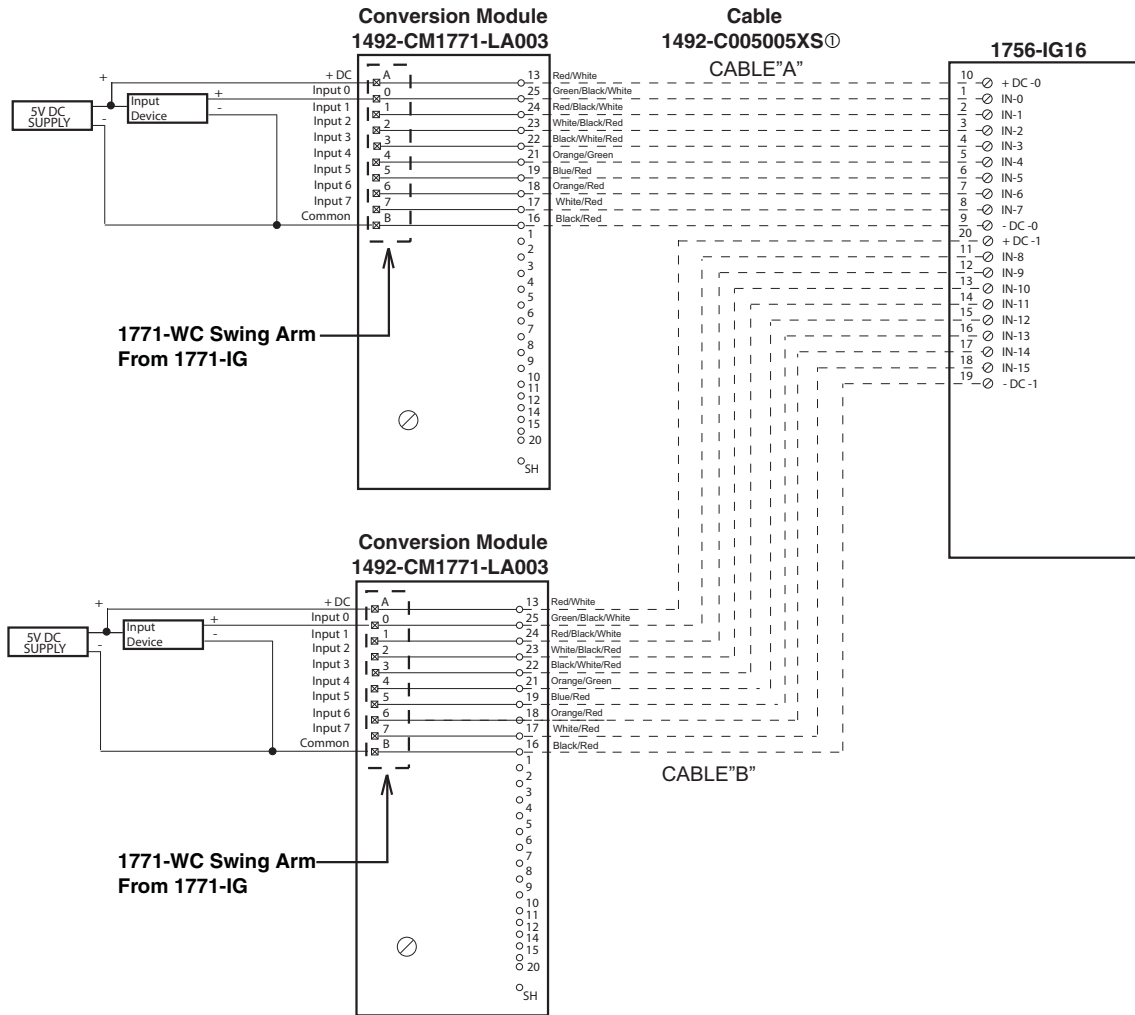 Conversion Module
1492-CM1771-LA003
Cable
1492-C005005XS①
CABLE"A"
1756-IG16
5V DC
SUPPLY
+
-
Input
Device
+
-
+ DC A 13 Red/White 10 + DC -0
Input 0 0 25 Green/Black/White 1 IN-0
Input 1 1 24 Red/Black/White 2 IN-1
Input 2 2 23 White/Black/Red 3 IN-2
Input 3 3 22 Black/White/Red 4 IN-3
Input 4 4 21 Orange/Green 5 IN-4
Input 5 5 19 Blue/Red 6 IN-5
Input 6 6 18 Orange/Red 7 IN-6
Input 7 7 17 White/Red 8 IN-7
Common B 16 Black/Red 9 - DC -0
20 + DC -1
11 IN-8
12 IN-9
13 IN-10
14 IN-11
15 IN-12
16 IN-13
17 IN-14
18 IN-15
19 - DC -1
1
2
3
4
5
6
7
8
9
10
11
12
14
15
20
SH
1771-WC Swing Arm
From 1771-IG
Conversion Module
1492-CM1771-LA003
5V DC
SUPPLY
+
-
Input
Device
+
-
+ DC A 13 Red/White
Input 0 0 25 Green/Black/White
Input 1 1 24 Red/Black/White
Input 2 2 23 White/Black/Red
Input 3 3 22 Black/White/Red
Input 4 4 21 Orange/Green
Input 5 5 19 Blue/Red
Input 6 6 18 Orange/Red
Input 7 7 17 White/Red
Common B 16 Black/Red
1
2
3
4
5
6
7
8
9
10
11
12
14
15
20
SH
CABLE"B"
1771-WC Swing Arm
From 1771-IG